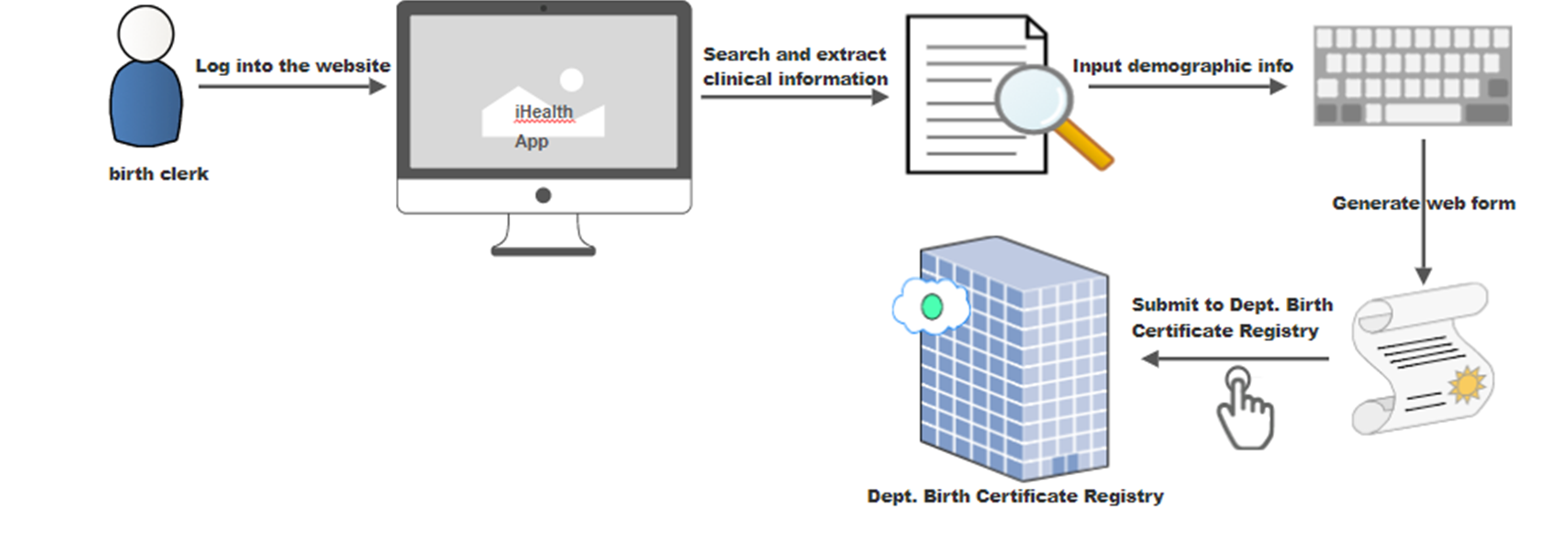 Log into the website
birth clerk
iHealth
App
Search and extract
clinical information
Input demographic info
Generate web form
Submit to Dept. Birth
Certificate Registry
Dept. Birth Certificate Registry